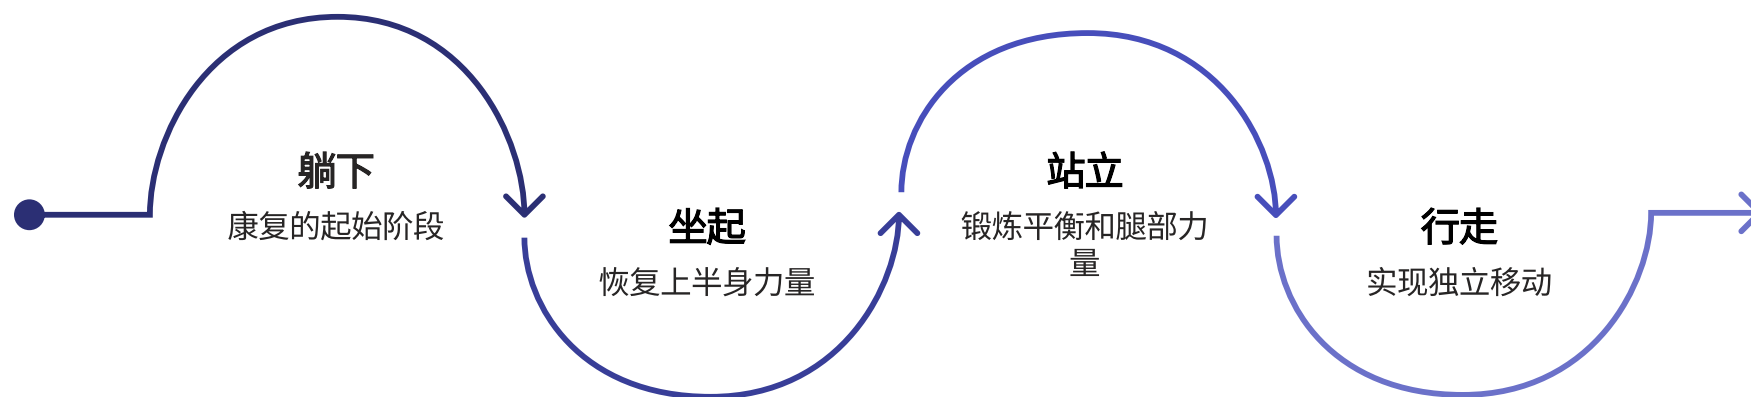 躺下
康复的起始阶段
坐起
恢复上半身力量
站立
锻炼平衡和腿部力
量
行走
实现独立移动